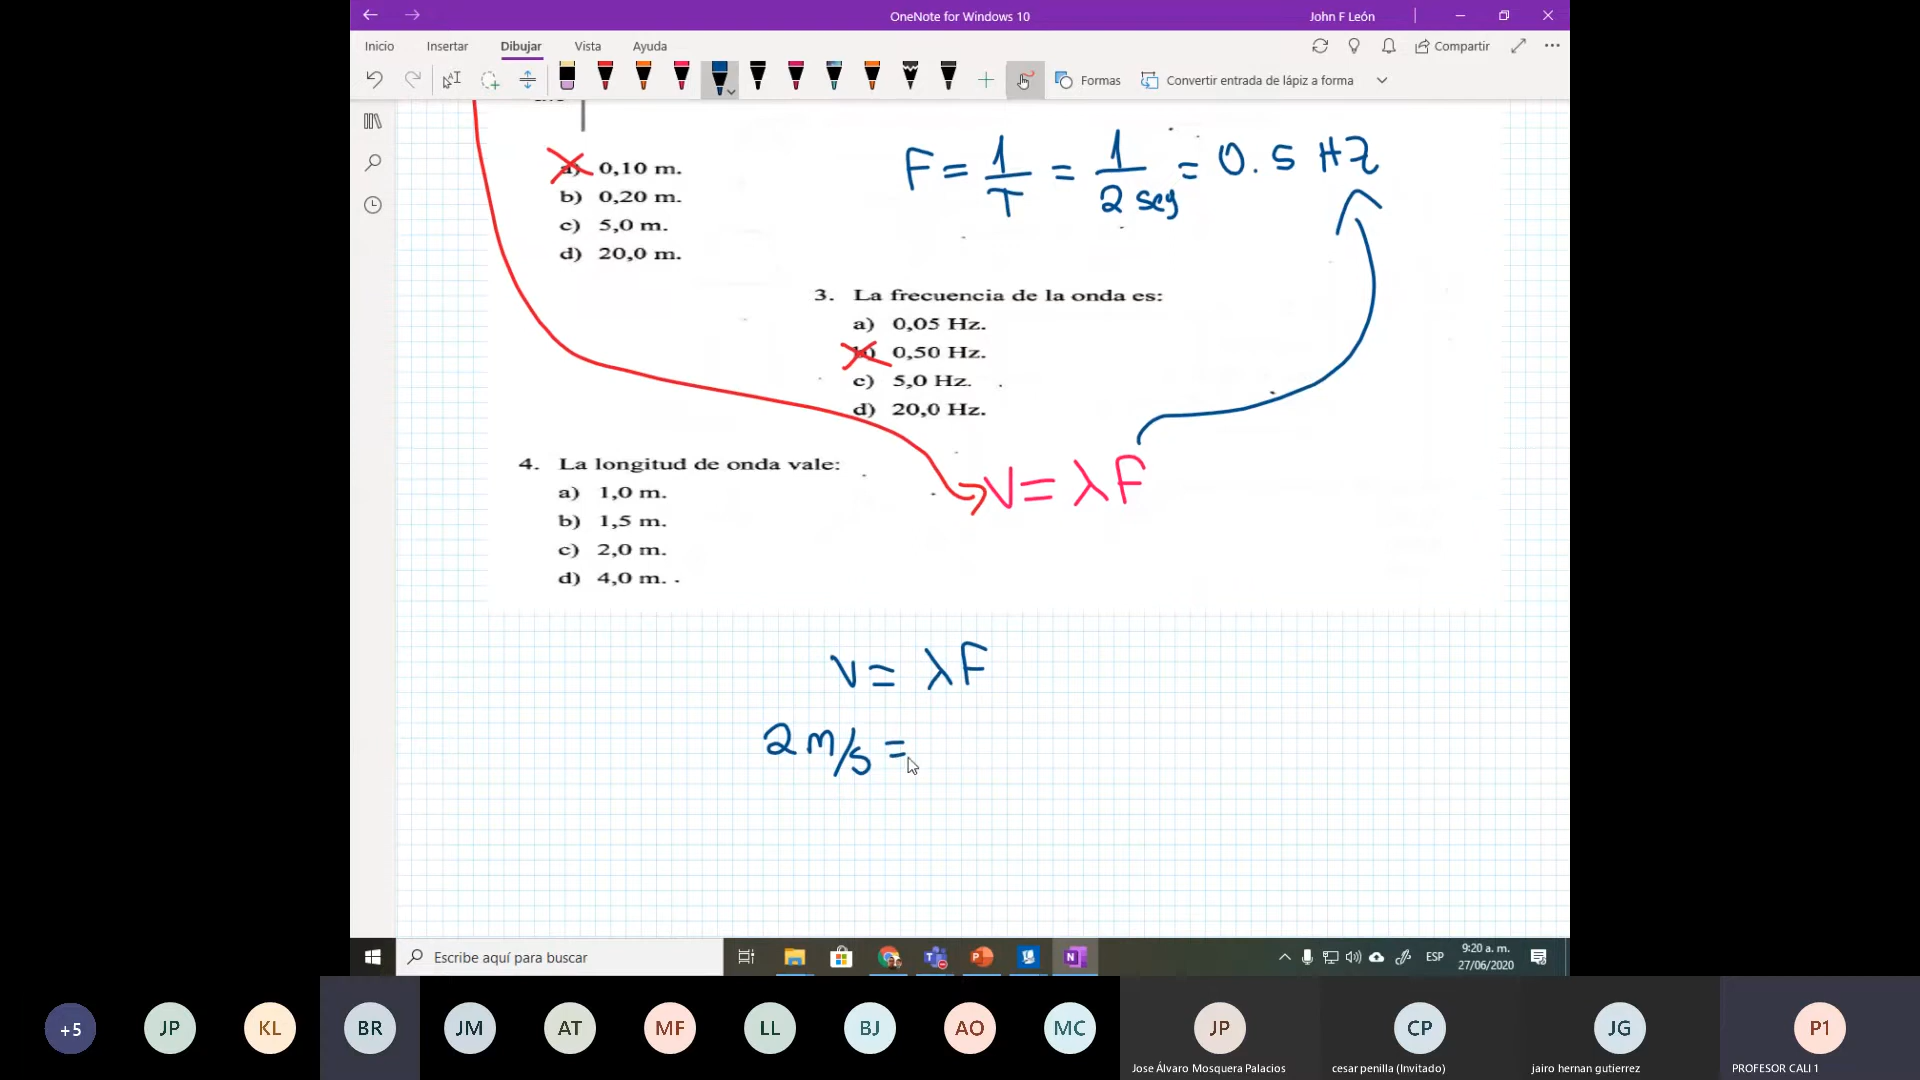 OneNote for Windows 10
John F León
Inicio Insertar Dibujar Vista Ayuda
Compartir
Formas
Convertir entrada de lápiz a forma
0,10 m.
b) 0,20 m.
c) 5,0 m.
d) 20,0 m.
F = 1/T = 1/2 seg = 0.5 Hz
3. La frecuencia de la onda es:
a) 0,05 Hz.
0,50 Hz.
c) 5,0 Hz.
d) 20,0 Hz.
4. La longitud de onda vale:
a) 1,0 m.
b) 1,5 m.
c) 2,0 m.
d) 4,0 m.
V = λF
V = λF
2 m/s =
Escribe aquí para buscar
ESP
9:20 a. m.
27/06/2020
+5 JP KL BR JM AT MF LL BJ AO MC JP CP JG P1
Jose Álvaro Mosquera Palacios
cesar penilla (Invitado)
jairo hernan gutierrez
PROFESOR CALI 1